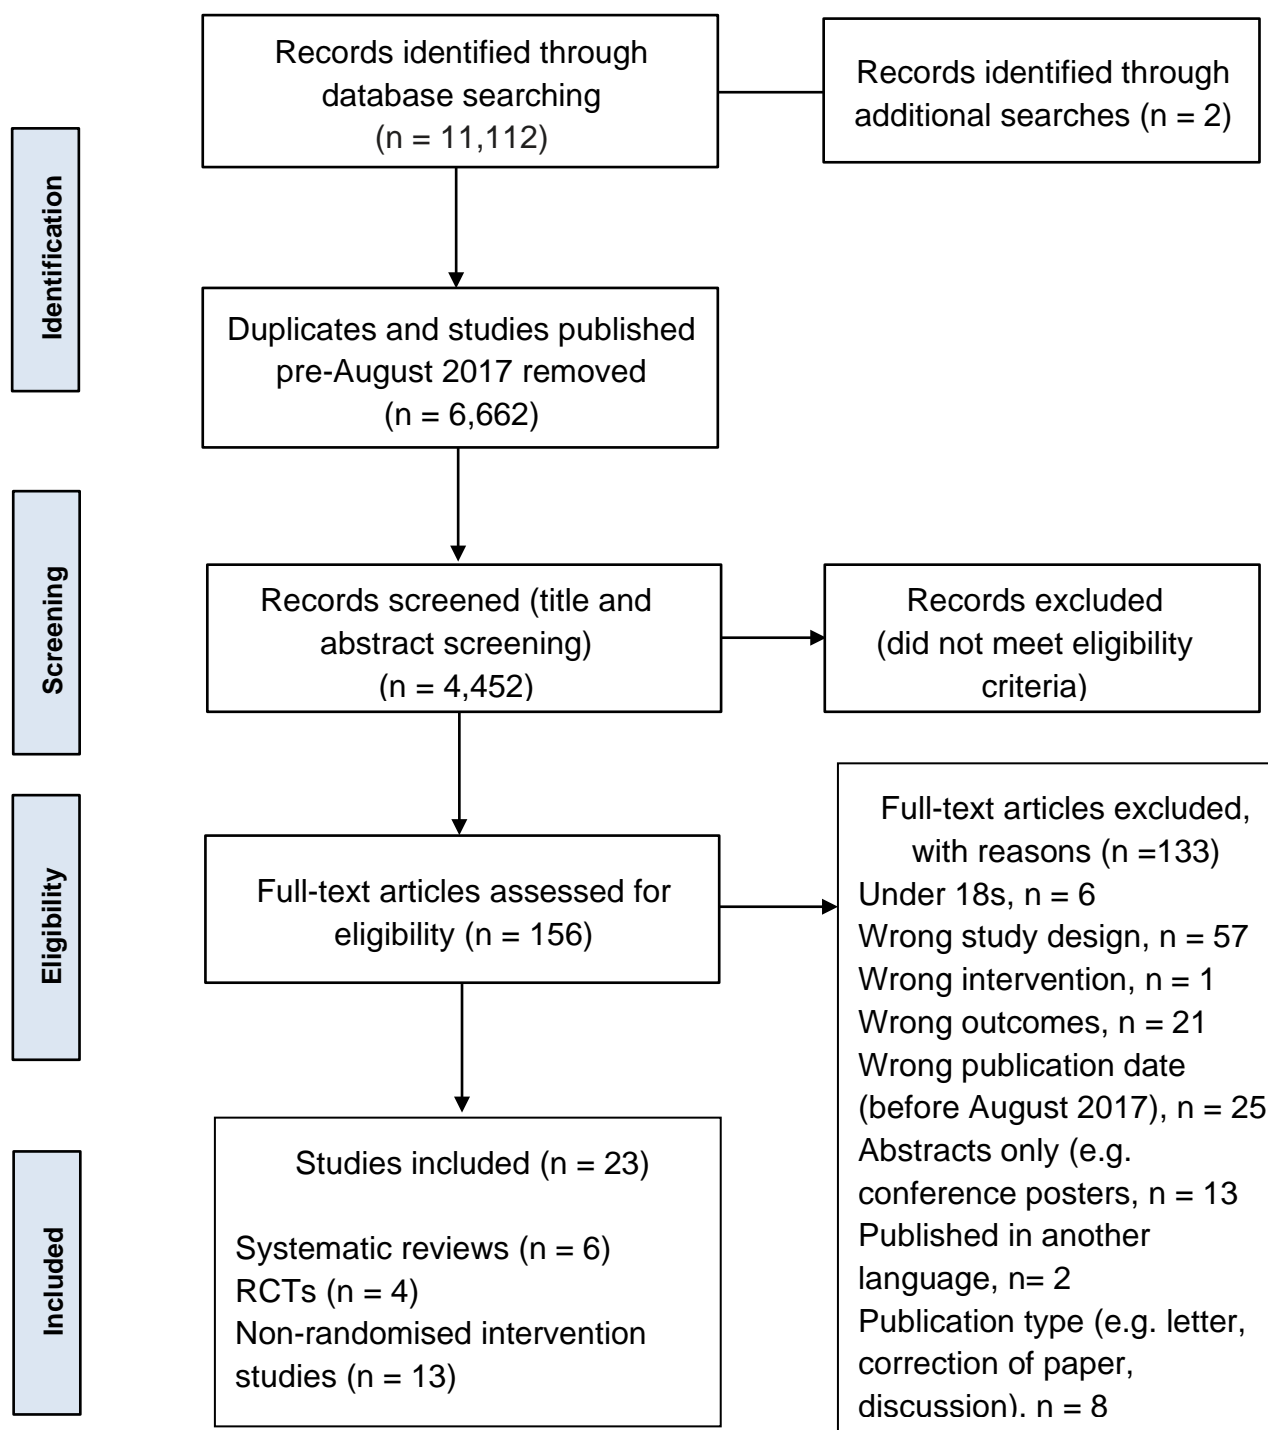 Records identified through
database searching
(n = 11,112)
Records identified through
additional searches (n = 2)
Identification
Duplicates and studies published
pre-August 2017 removed
(n = 6,662)
Screening
Records screened (title and
abstract screening)
(n = 4,452)
Records excluded
(did not meet eligibility
criteria)
Eligibility
Full-text articles assessed for
eligibility (n = 156)
Full-text articles excluded,
with reasons (n =133)
Under 18s, n = 6
Wrong study design, n = 57
Wrong intervention, n = 1
Wrong outcomes, n = 21
Wrong publication date
(before August 2017), n = 25
Abstracts only (e.g.
conference posters, n = 13
Published in another
language, n= 2
Publication type (e.g. letter,
correction of paper,
discussion), n = 8
Included
Studies included (n = 23)
Systematic reviews (n = 6)
RCTs (n = 4)
Non-randomised intervention
studies (n = 13)